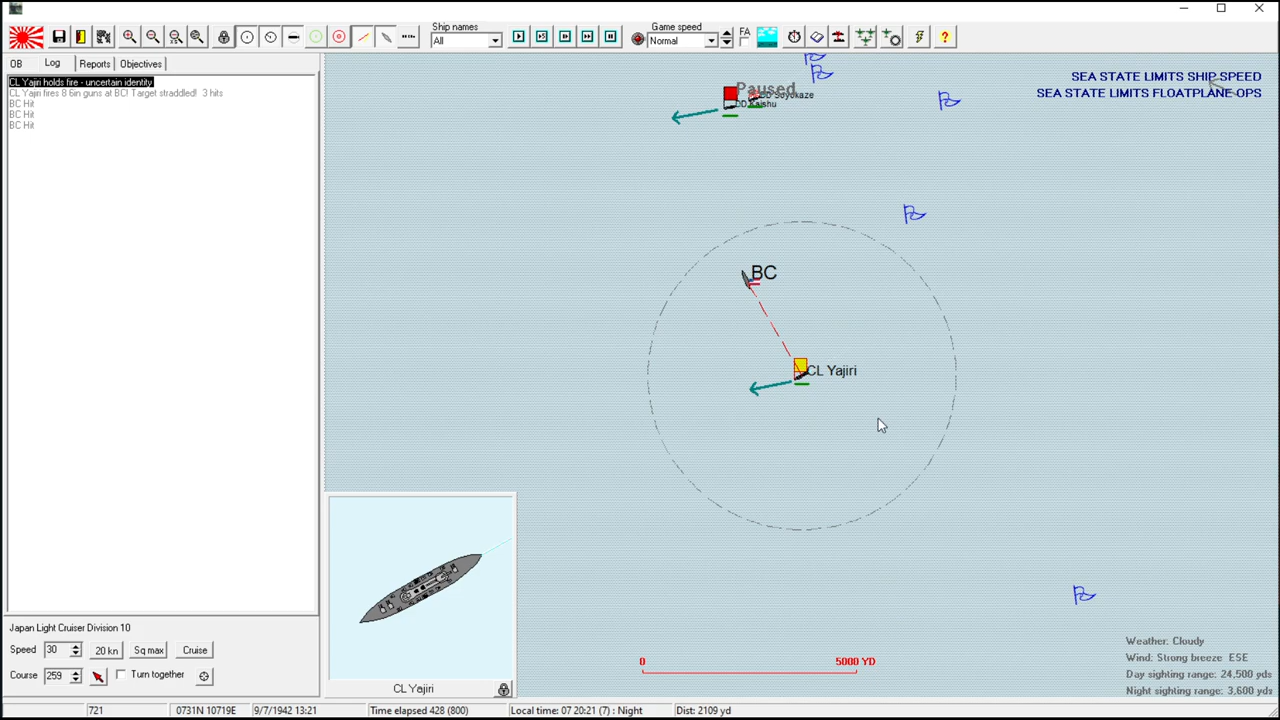 Ship names
Game speed
All
Normal
FA
OB
Log
Reports
Objectives
CL Yajiri holds fire - uncertain identity
CL Yajiri fires 8 6in guns at BC! Target straddled! 3 hits
BC Hit
BC Hit
BC Hit
SEA STATE LIMITS SHIP SPEED
SEA STATE LIMITS FLOATPLANE OPS
Paused
DD Soyokaze
DD Kaishu
BC
CL Yajiri
0
5000 YD
Weather: Cloudy
Wind: Strong breeze ESE
Day sighting range: 24,500 yds
Night sighting range: 3,600 yds
Japan Light Cruiser Division 10
Speed 30 20 kn Sq max Cruise
Course 259 Turn together
CL Yajiri
721
0731N 10719E
9/7/1942 13:21
Time elapsed 428 (800)
Local time: 07 20:21 (7) : Night
Dist: 2109 yd